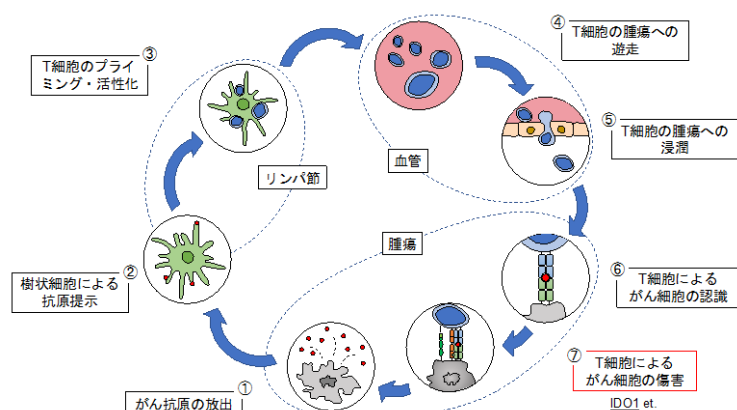 ③
T細胞のプライ
ミング・活性化
④
T細胞の腫瘍への
遊走
⑤
T細胞の腫瘍への
浸潤
血管
リンパ節
腫瘍
②
樹状細胞による
抗原提示
⑥
T細胞による
がん細胞の認識
⑦
T細胞による
がん細胞の傷害
IDO1 et.
①
がん抗原の放出